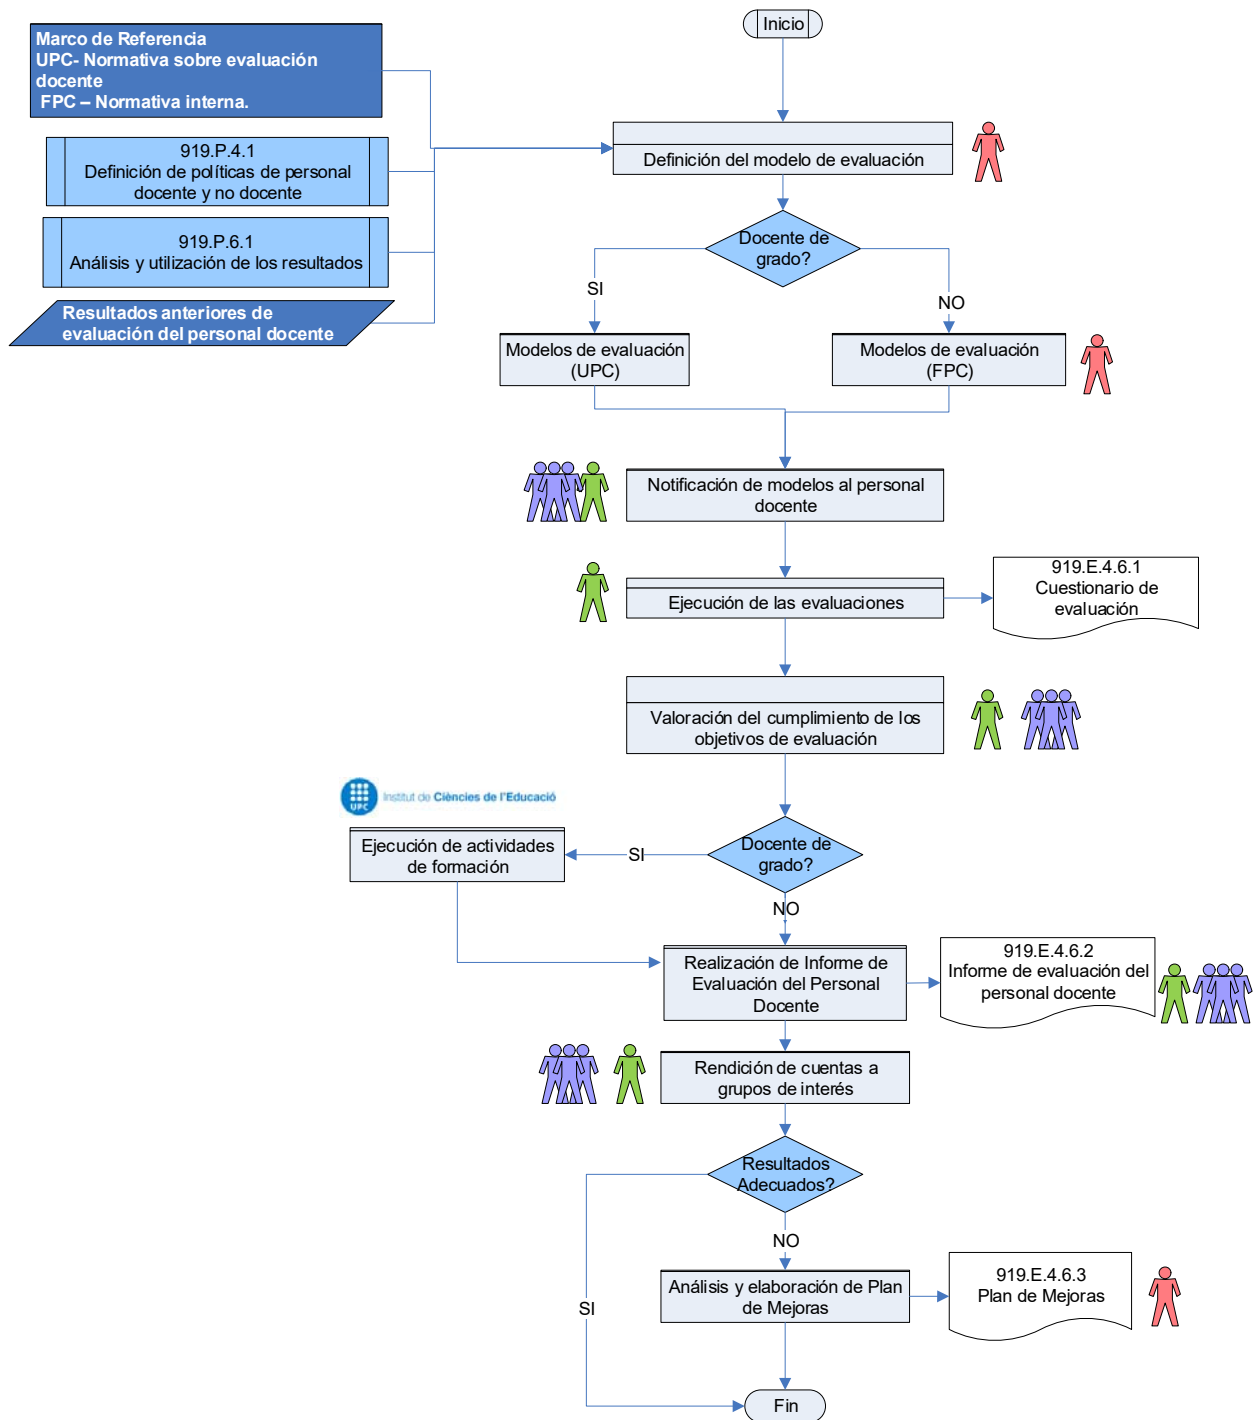 Inicio
Marco de Referencia
UPC- Normativa sobre evaluación
docente
FPC – Normativa interna.
919.P.4.1
Definición de políticas de personal
docente y no docente
919.P.6.1
Análisis y utilización de los resultados
Resultados anteriores de
evaluación del personal docente
Definición del modelo de evaluación
Docente de
grado?
SI
NO
Modelos de evaluación
(UPC)
Modelos de evaluación
(FPC)
Notificación de modelos al personal
docente
Ejecución de las evaluaciones
919.E.4.6.1
Cuestionario de
evaluación
Valoración del cumplimiento de los
objetivos de evaluación
UPC
Institut de Ciències de l'Educació
Ejecución de actividades
de formación
SI
Docente de
grado?
NO
Realización de Informe de
Evaluación del Personal
Docente
919.E.4.6.2
Informe de evaluación del
personal docente
Rendición de cuentas a
grupos de interés
Resultados
Adecuados?
NO
SI
Análisis y elaboración de Plan
de Mejoras
919.E.4.6.3
Plan de Mejoras
Fin